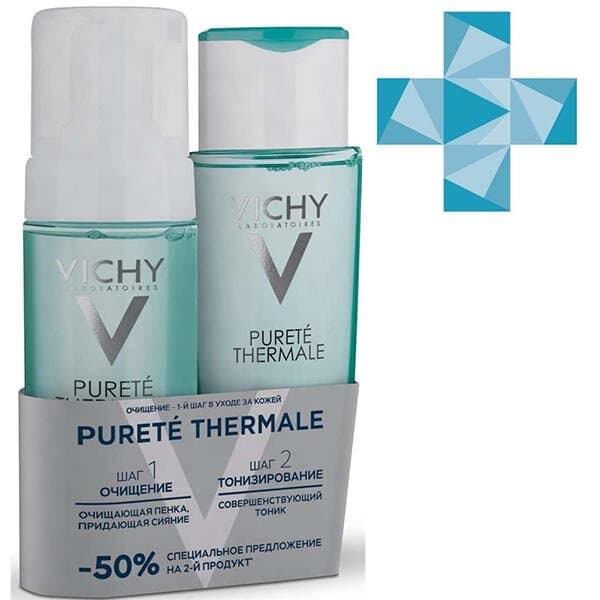 VICHY
LABORATOIRES
PURETÉ
THERMALE
VICHY
LABORATOIRES
PURETÉ
THERMALE
ОЧИЩЕНИЕ – 1-Й ШАГ В УХОДЕ ЗА КОЖЕЙ
PURETÉ THERMALE
ШАГ 1
ОЧИЩЕНИЕ
ОЧИЩАЮЩАЯ ПЕНКА,
ПРИДАЮЩАЯ СИЯНИЕ
ШАГ 2
ТОНИЗИРОВАНИЕ
СОВЕРШЕНСТВУЮЩИЙ
ТОНИК
-50% СПЕЦИАЛЬНОЕ ПРЕДЛОЖЕНИЕ
НА 2-Й ПРОДУКТ*